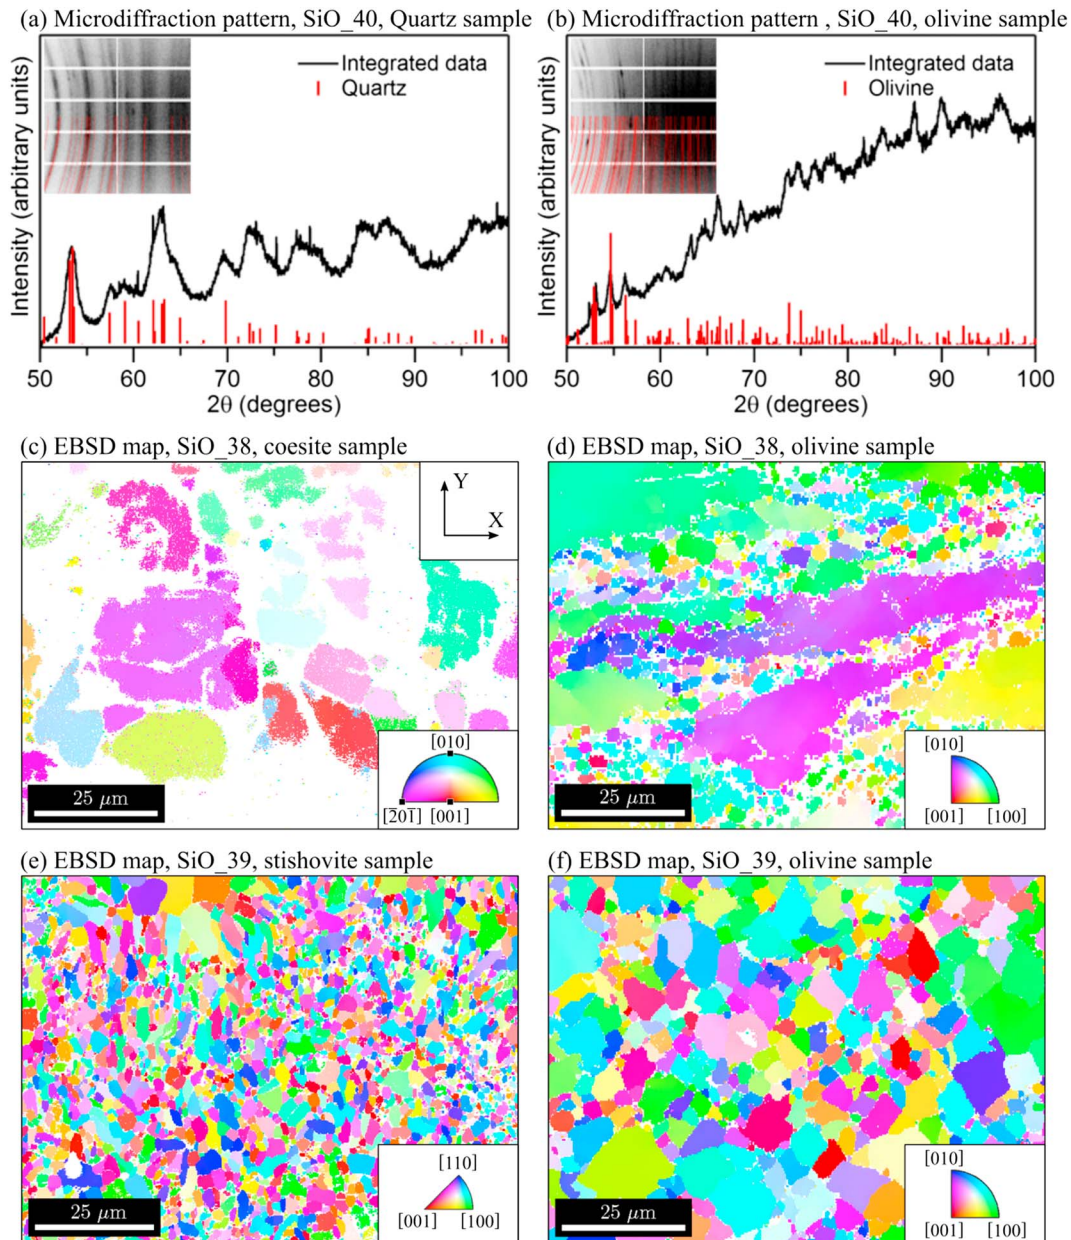 (a) Microdiffraction pattern, SiO_40, Quartz sample
(b) Microdiffraction pattern , SiO_40, olivine sample
Intensity (arbitrary units)
Integrated data
Quartz
50 60 70 80 90 100
2θ (degrees)
Intensity (arbitrary units)
Integrated data
Olivine
50 60 70 80 90 100
2θ (degrees)
(c) EBSD map, SiO_38, coesite sample
Y
X
[010]
[2̅01̅] [001]
25 μm
(d) EBSD map, SiO_38, olivine sample
[010]
[001] [100]
25 μm
(e) EBSD map, SiO_39, stishovite sample
[110]
[001] [100]
25 μm
(f) EBSD map, SiO_39, olivine sample
[010]
[001] [100]
25 μm